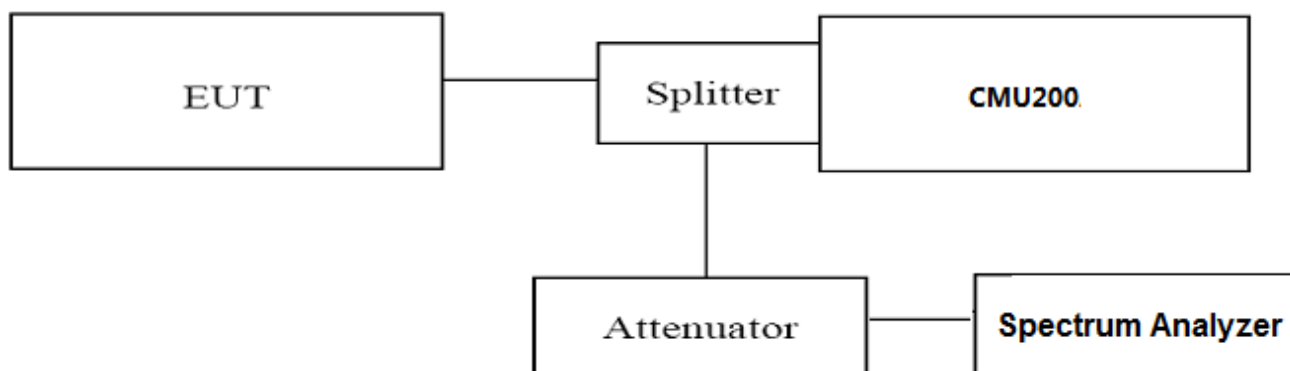 EUT
Splitter
CMU200.
Attenuator
Spectrum Analyzer